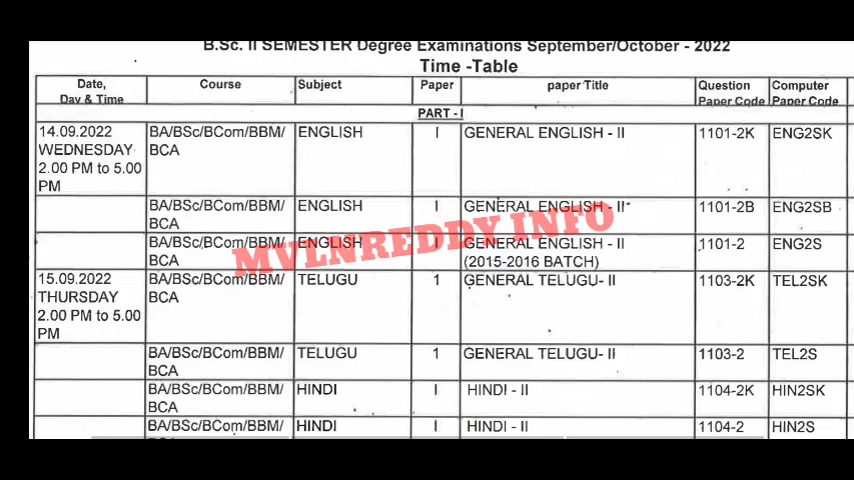 B.Sc. II SEMESTER Degree Examinations September/October - 2022
Time -Table
Date, Course Subject Paper paper Title Question Computer
Day & Time Paper Code Paper Code
PART - I
14.09.2022 BA/BSc/BCom/BBM/ ENGLISH I GENERAL ENGLISH - II 1101-2K ENG2SK
WEDNESDAY BCA
2.00 PM to 5.00
PM
BA/BSc/BCom/BBM/ ENGLISH I GENERAL ENGLISH - II 1101-2B ENG2SB
BCA
BA/BSc/BCom/BBM/ ENGLISH I GENERAL ENGLISH - II 1101-2 ENG2S
BCA (2015-2016 BATCH)
MVLNREDDY INFO
15.09.2022 BA/BSc/BCom/BBM/ TELUGU 1 GENERAL TELUGU- II 1103-2K TEL2SK
THURSDAY BCA
2.00 PM to 5.00
PM
BA/BSc/BCom/BBM/ TELUGU 1 GENERAL TELUGU- II 1103-2 TEL2S
BCA
BA/BSc/BCom/BBM/ HINDI I HINDI - II 1104-2K HIN2SK
BCA
BA/BSc/BCom/BBM/ HINDI I HINDI - II 1104-2 HIN2S